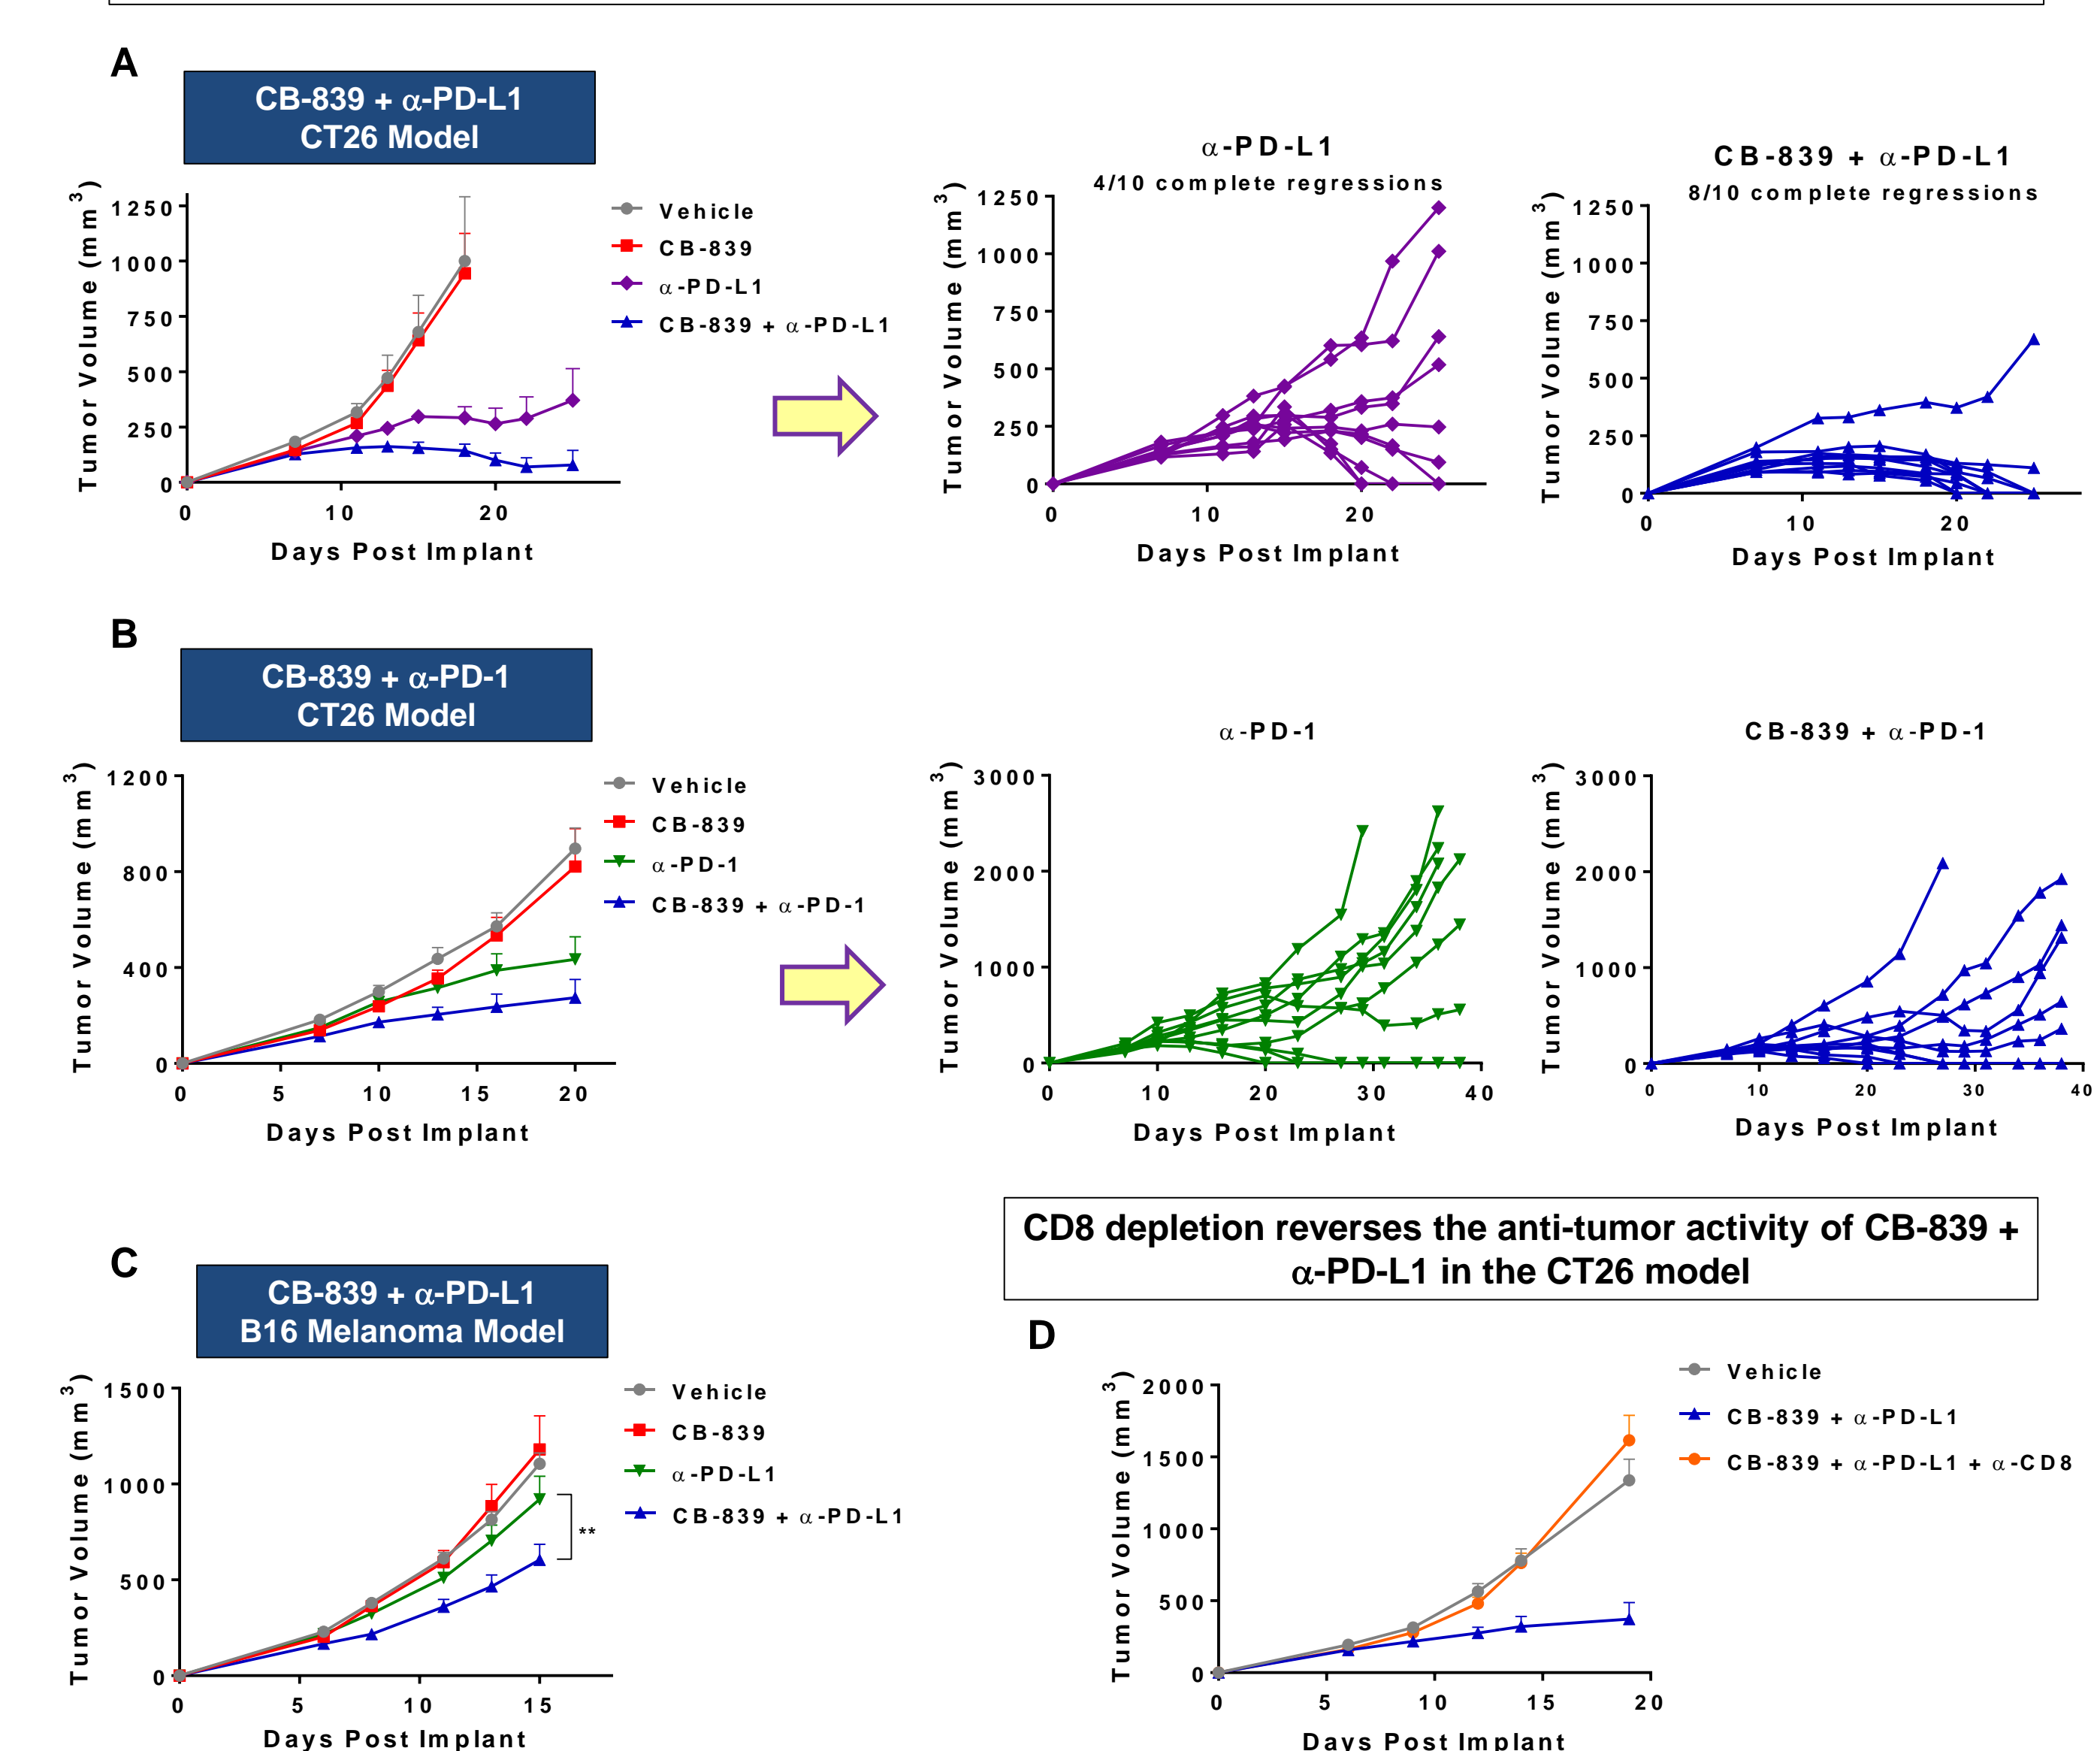 A
CB-839 + α-PD-L1
CT26 Model
Tumor Volume (mm³)
1250
1000
750
500
250
0
0 10 20
Days Post Implant
Vehicle
CB-839
α-PD-L1
CB-839 + α-PD-L1
α-PD-L1
4/10 complete regressions
Tumor Volume (mm³)
1250
1000
750
500
250
0
0 10 20
Days Post Implant
CB-839 + α-PD-L1
8/10 complete regressions
Tumor Volume (mm³)
1250
1000
750
500
250
0
0 10 20
Days Post Implant
B
CB-839 + α-PD-1
CT26 Model
Tumor Volume (mm³)
1200
800
400
0
0 5 10 15 20
Days Post Implant
Vehicle
CB-839
α-PD-1
CB-839 + α-PD-1
α-PD-1
Tumor Volume (mm³)
3000
2000
1000
0
0 10 20 30 40
Days Post Implant
CB-839 + α-PD-1
Tumor Volume (mm³)
3000
2000
1000
0
0 10 20 30 40
Days Post Implant
C
CB-839 + α-PD-L1
B16 Melanoma Model
Tumor Volume (mm³)
1500
1000
500
0
0 5 10 15
Days Post Implant
**
Vehicle
CB-839
α-PD-L1
CB-839 + α-PD-L1
CD8 depletion reverses the anti-tumor activity of CB-839 +
α-PD-L1 in the CT26 model
D
Tumor Volume (mm³)
2000
1500
1000
500
0
0 5 10 15 20
Days Post Implant
Vehicle
CB-839 + α-PD-L1
CB-839 + α-PD-L1 + α-CD8